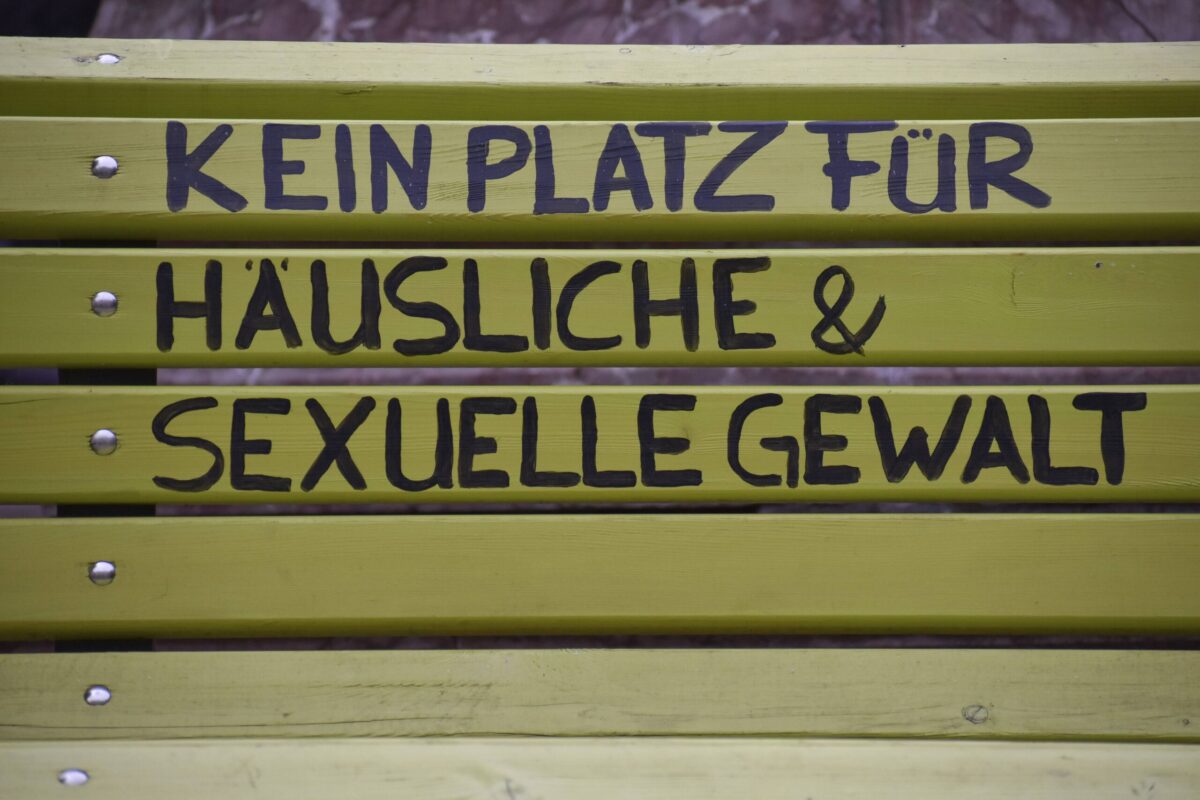 KEIN PLATZ FÜR
HÄUSLICHE &
SEXUELLE GEWALT